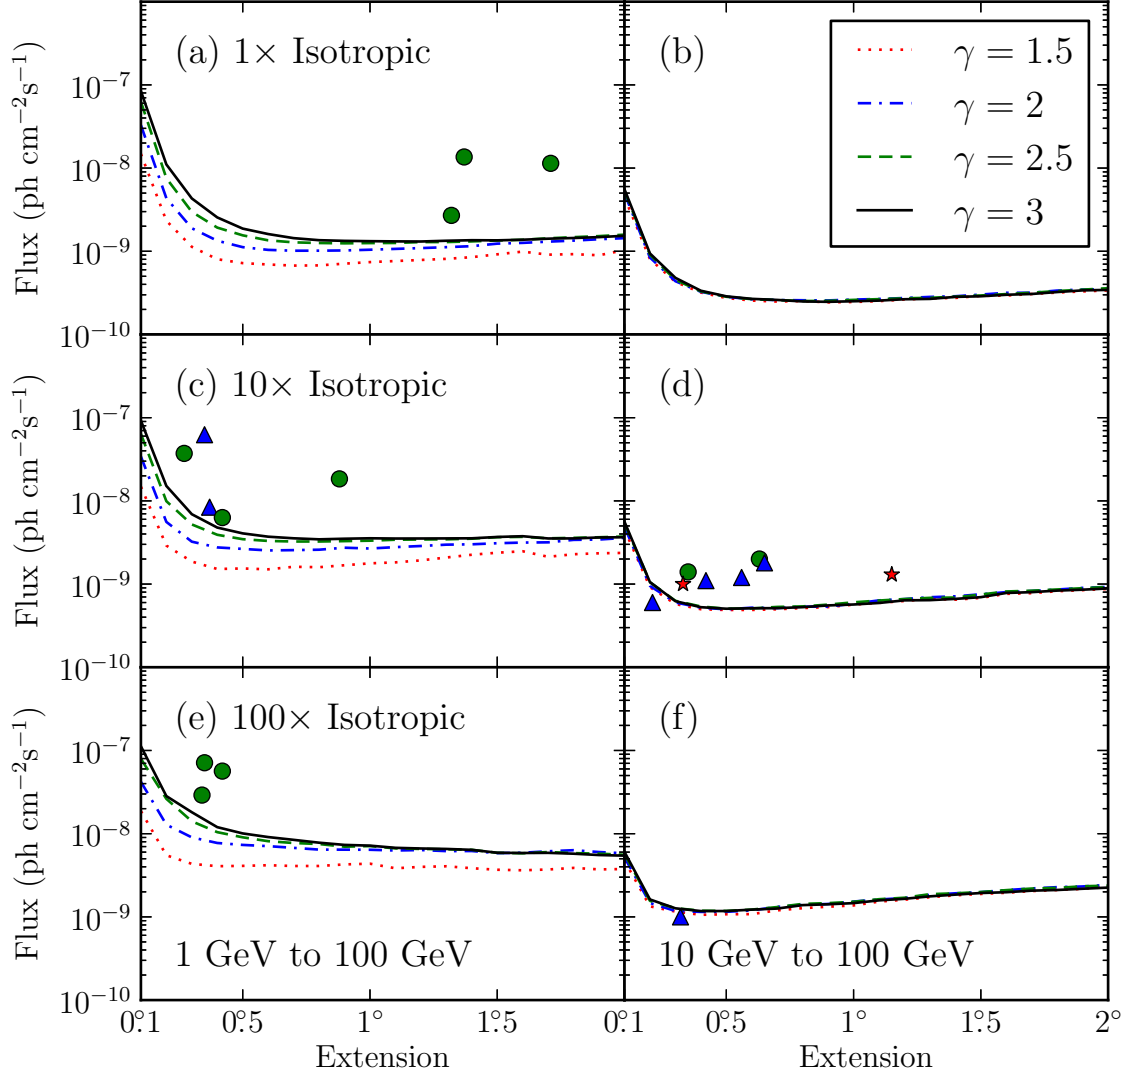 (a) 1× Isotropic
(b)
γ = 1.5
γ = 2
γ = 2.5
γ = 3
Flux (ph cm⁻²s⁻¹)
10⁻⁷
10⁻⁸
10⁻⁹
10⁻¹⁰
(c) 10× Isotropic
(d)
Flux (ph cm⁻²s⁻¹)
10⁻⁷
10⁻⁸
10⁻⁹
10⁻¹⁰
(e) 100× Isotropic
(f)
Flux (ph cm⁻²s⁻¹)
10⁻⁷
10⁻⁸
10⁻⁹
10⁻¹⁰
1 GeV to 100 GeV
10 GeV to 100 GeV
0.°1 0.°5 1° 1.°5 0.°1 0.°5 1° 1.°5 2°
Extension
Extension